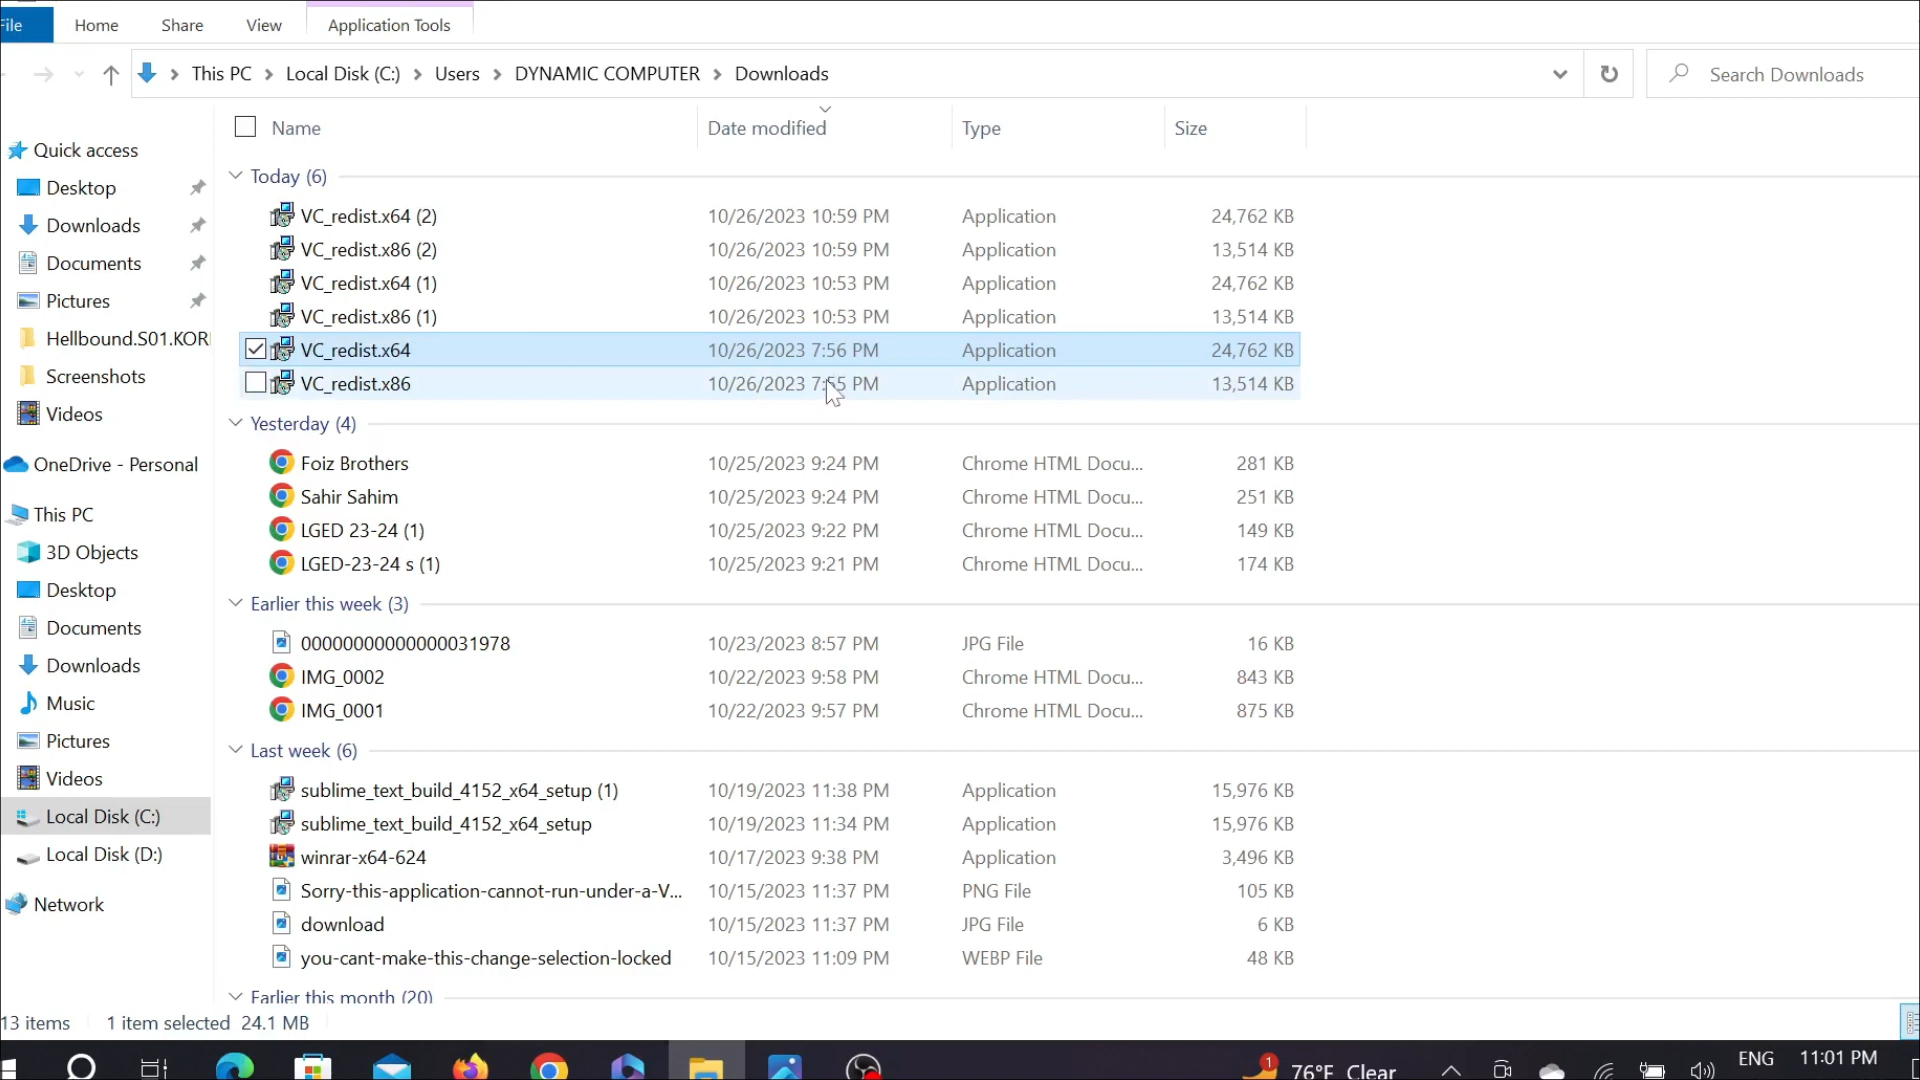 File Home Share View Application Tools
This PC Local Disk (C:) Users DYNAMIC COMPUTER Downloads Search Downloads
Name Date modified Type Size
Quick access
Desktop
Downloads
Documents
Pictures
Hellbound.S01.KORI
Screenshots
Videos
OneDrive - Personal
This PC
3D Objects
Desktop
Documents
Downloads
Music
Pictures
Videos
Local Disk (C:)
Local Disk (D:)
Network
Today (6)
VC_redist.x64 (2) 10/26/2023 10:59 PM Application 24,762 KB
VC_redist.x86 (2) 10/26/2023 10:59 PM Application 13,514 KB
VC_redist.x64 (1) 10/26/2023 10:53 PM Application 24,762 KB
VC_redist.x86 (1) 10/26/2023 10:53 PM Application 13,514 KB
VC_redist.x64 10/26/2023 7:56 PM Application 24,762 KB
VC_redist.x86 10/26/2023 7:55 PM Application 13,514 KB
Yesterday (4)
Foiz Brothers 10/25/2023 9:24 PM Chrome HTML Docu... 281 KB
Sahir Sahim 10/25/2023 9:24 PM Chrome HTML Docu... 251 KB
LGED 23-24 (1) 10/25/2023 9:22 PM Chrome HTML Docu... 149 KB
LGED-23-24 s (1) 10/25/2023 9:21 PM Chrome HTML Docu... 174 KB
Earlier this week (3)
00000000000000031978 10/23/2023 8:57 PM JPG File 16 KB
IMG_0002 10/22/2023 9:58 PM Chrome HTML Docu... 843 KB
IMG_0001 10/22/2023 9:57 PM Chrome HTML Docu... 875 KB
Last week (6)
sublime_text_build_4152_x64_setup (1) 10/19/2023 11:38 PM Application 15,976 KB
sublime_text_build_4152_x64_setup 10/19/2023 11:34 PM Application 15,976 KB
winrar-x64-624 10/17/2023 9:38 PM Application 3,496 KB
Sorry-this-application-cannot-run-under-a-V... 10/15/2023 11:37 PM PNG File 105 KB
download 10/15/2023 11:37 PM JPG File 6 KB
you-cant-make-this-change-selection-locked 10/15/2023 11:09 PM WEBP File 48 KB
Earlier this month (20)
13 items 1 item selected 24.1 MB
1 76°F Clear ENG 11:01 PM